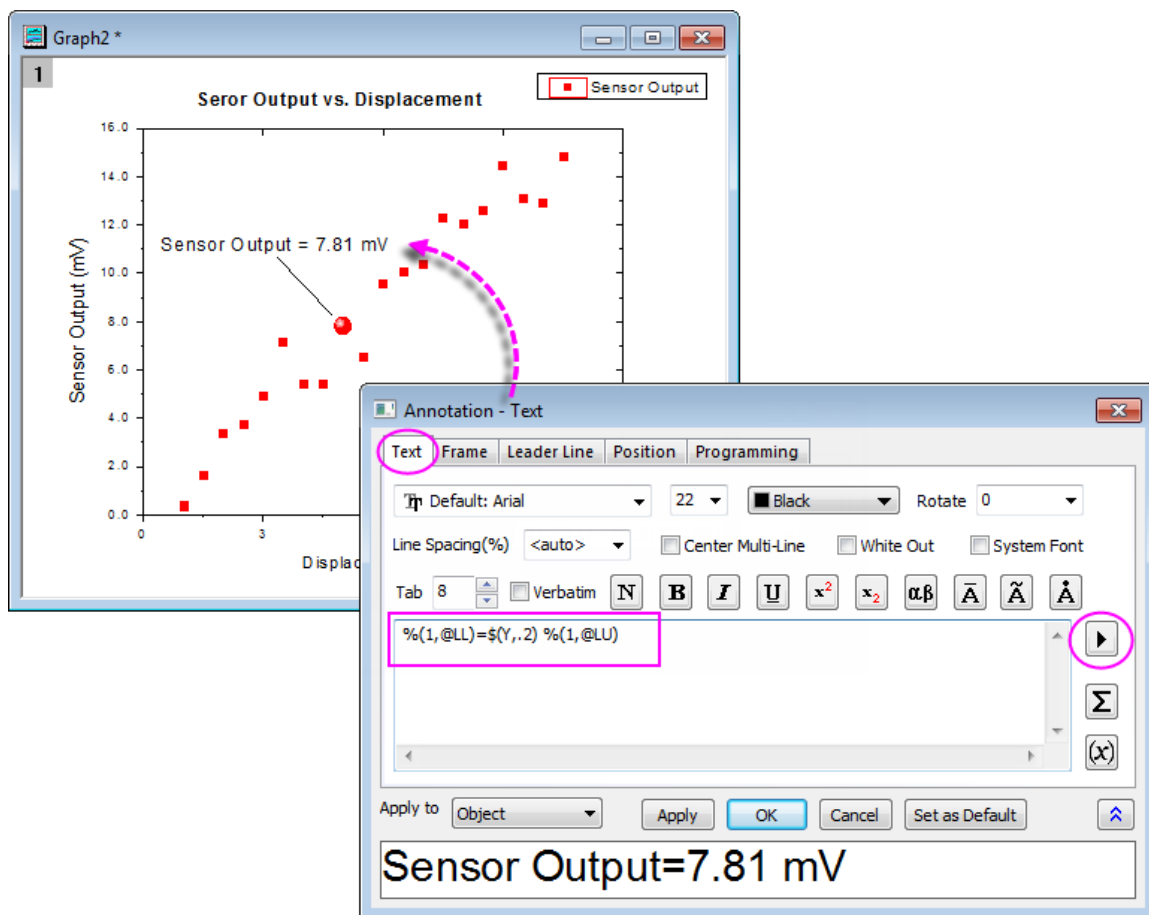 Graph2 *
1
Seror Output vs. Displacement
Sensor Output
16.0
14.0
12.0
10.0
8.0
6.0
4.0
2.0
0.0
Sensor Output (mV)
Sensor Output = 7.81 mV
0
3
Displac
Annotation - Text
Text Frame Leader Line Position Programming
Tr Default: Arial 22 Black Rotate 0
Line Spacing(%) <auto> Center Multi-Line White Out System Font
Tab 8 Verbatim N B I U x² x₂ αβ Ā Ã Ȧ
%(1,@LL)=$(Y,.2) %(1,@LU)
Σ
(x)
Apply to Object Apply OK Cancel Set as Default
Sensor Output=7.81 mV